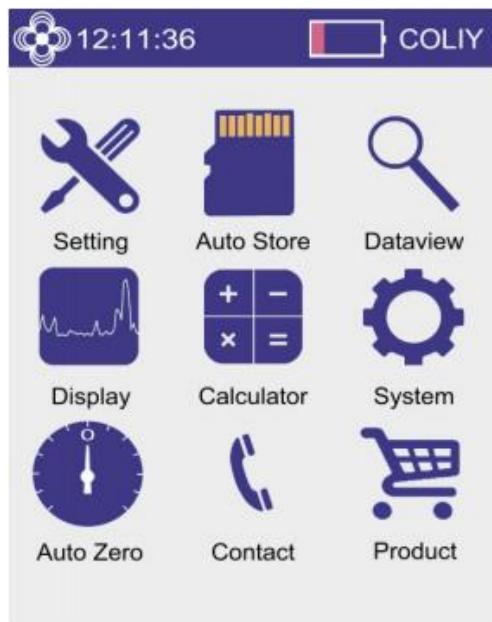 12:11:36 COLIY
Setting Auto Store Dataview
+ − × =
Display Calculator System
O
Auto Zero Contact Product